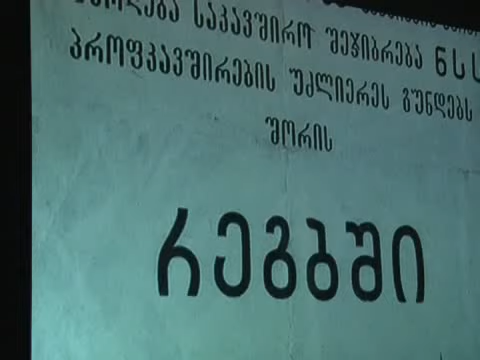 საკავშირო შეჯიბრება
პროფკავშირების უძლიერეს გუნდებს
შორის
რეგბში